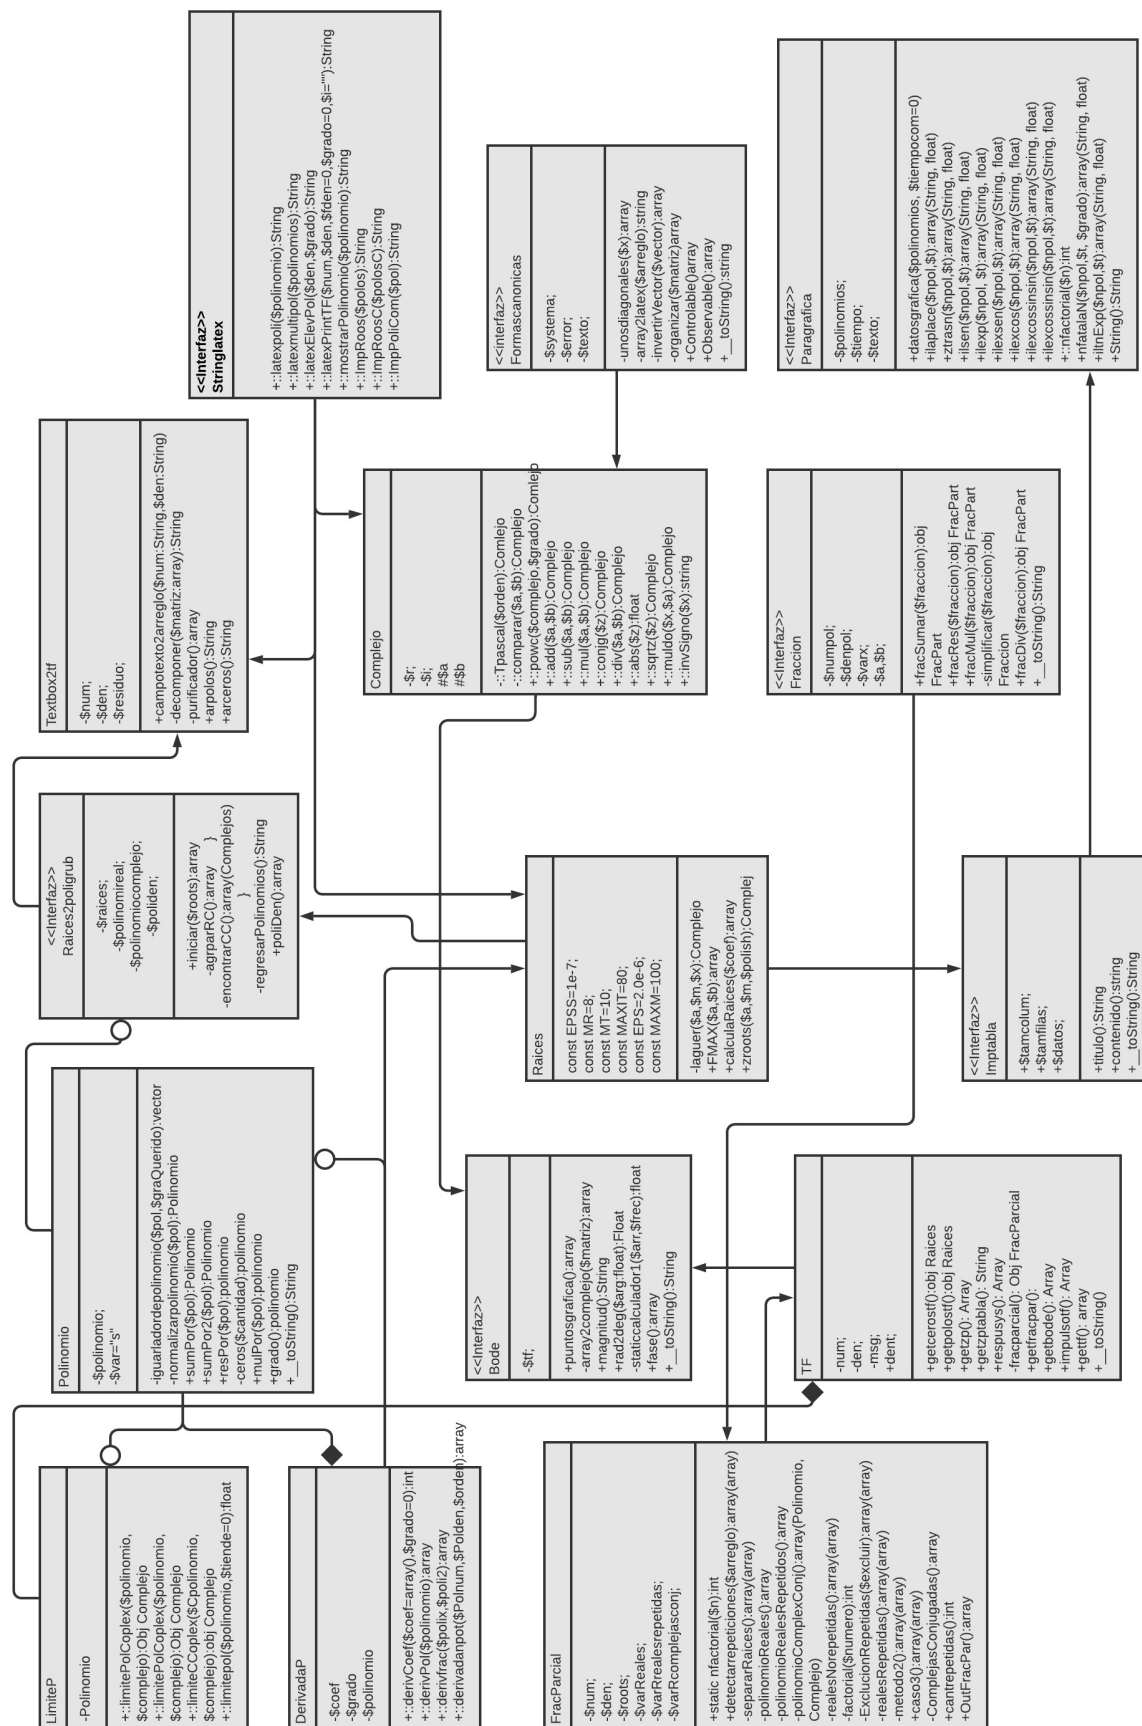 LimiteP
-Polinomio
+::limitePolCoplex($polinomio,
$complejo):Obj Complejo
+::limitePolCoplex($polinomio,
$complejo):Obj Complejo
+::limiteCCoplex($Cpolinomio,
$complejo):obj Complejo
+::limitepol($polinomio,$tiende=0):float
Polinomio
-$polinomio;
-$var="s"
-iguarladordepolinomio($pol,$graQuerido):vector
-normalizarpolinomio($pol):Polinomio
+sumPor($pol):Polinomio
+sumPor2($pol):Polinomio
+resPor($pol):polinomio
-ceros($cantidad):polinomio
+mulPor($pol):polinomio
+grado():polinomio
+__toString():String
<<Interfaz>>
Raices2poligrub
-$raices;
-$polinomireal;
-$polinomiocomplejo;
-$poliden;
+iniciar($roots):array
-agrparRC():array
}
-encontrarCC():array(Complejos)
}
-regresarPolinomios():String
+poliDen():array
Textbox2tf
-$num;
-$den;
-$residuo;
+campotexto2arreglo($num:String,$den:String)
-decomponer($matriz:array):String
-purificador():array
+arpolos():String
+arceros():String
<<Interfaz>>
Stringlatex
+::latexpoli($polinomio):String
+::latexmultipol($polinomios):String
+::latexElevPol($den,$grado):String
+::latexPrintTF($num,$den,$fden=0,$grado=0,$i=""):String
+::mostrarPolinomio($polinomio):String
+::ImpRoos($polos):String
+::ImpRoosC($polosC):String
+::ImpPoliCom($pol):String
DerivadaP
-$coef
-$grado
-$polinomio
+::derivCoef($coef=array(),$grado=0):int
+::derivPol($polinomio):array
+::derivfrac($polix,$poli2):array
+::derivadanpot($Polnum,$Polden,$orden):array
<<Interfaz>>
Bode
-$tf;
+puntosgrafica():array
-array2complejo($matriz):array
+magnitud():String
+rad2deg($arg:float):Float
-staticcalculador1($arr,$frec):float
+fase():array
+__toString():String
Raices
const EPSS=1e-7;
const MR=8;
const MT=10;
const MAXIT=80;
const EPS=2.0e-6;
const MAXM=100;
-laguer($a,$m,$x):Complejo
+FMAX($a,$b):array
+calculaRaices($coef):array
+zroots($a,$m,$polish):Complej
Complejo
-$r;
-$i;
#$a
#$b
-::Tpascal($orden):Comlejo
-::comparar($a,$b):Complejo
+::powc($complejo,$grado):Comlejo
+::add($a,$b):Complejo
+::sub($a,$b):Complejo
+::mul($a,$b):Complejo
+::conjg($z):Complejo
+::div($a,$b):Complejo
+::abs($z):float
+::sqrtz($z):Complejo
+::muldo($x,$a):Complejo
+::invSigno($x):string
<<interfaz>>
Formascanonicas
-$systema;
-$error;
-$texto;
-unosdiagonales($x):array
-array2latex($arreglo):string
-invertirVector($vector):array
-organizar($matriz)array
+Controlable()array
+Observable():array
+__toString():string
FracParcial
-$num;
-$den;
-$roots;
-$varReales;
-$varRrealesrepetidas;
-$varRcomplejasconj;
+static nfactorial($n):int
+detectarrepeticiones($arreglo):array(array)
-separarRaices():array
-polinomioReales():array
-polinomioRealesRepetidos():array
-polinomioComplexConj():array(Polinomio,
Complejo)
-realesNorepetidas():array(array)
-factorial($numero):int
-ExclucionRepetidas($excluir):array(array)
-realesRepetidas():array(array)
-metodo2():array(array)
+caso3():array(array)
-ComplejasConjugadas():array
+cantrepetidas():int
+OutFracPar():array
TF
-num;
-den;
-msg;
+dent;
+getcerostf():obj Raices
+getpolostf():obj Raices
+getzp(): Array
+getzptabla(): String
+respusys(): Array
-fracparcial(): Obj FracParcial
+getfracpar():
+getbode(): Array
+impulsotf(): Array
+gettf(): array
+__toString()
<<Interfaz>>
Imptabla
+$tamcolum;
+$tamfilas;
+$datos;
+titulo():String
+contenido():string
+__toString():String
<<Interfaz>>
Fraccion
-$numpol;
-$denpol;
-$varx;
-$a,$b;
+fracSumar($fraccion):obj
FracPart
+fracRes($fraccion):obj FracPart
+fracMul($fraccion):obj FracPart
-simplificar($fraccion):obj
Fraccion
+fracDiv($fraccion):obj FracPart
+__toString():String
<<Interfaz>>
Paragrafica
-$polinomios;
-$tiempo;
-$texto;
+datosgrafica($polinomios, $tiempocom=0)
+ilaplace($npol,$t):array(String, float)
+ztrasn($npol,$t):array(String, float)
+ilsen($npol,$t):array(String, float)
+ilexp($npol, $t):array(String, float)
+ilexsen($npol,$t):array(String, float)
+ilexcos($npol,$t):array(String, float)
+ilexcossinsin($npol,$t):array(String, float)
+ilexcossinsin($npol,$t):array(String, float)
+::nfactorial($n):int
+nfatalaN($npol,$t, $grado):array(String, float)
+iltnExp($npol,$t):array(String, float)
+String():String